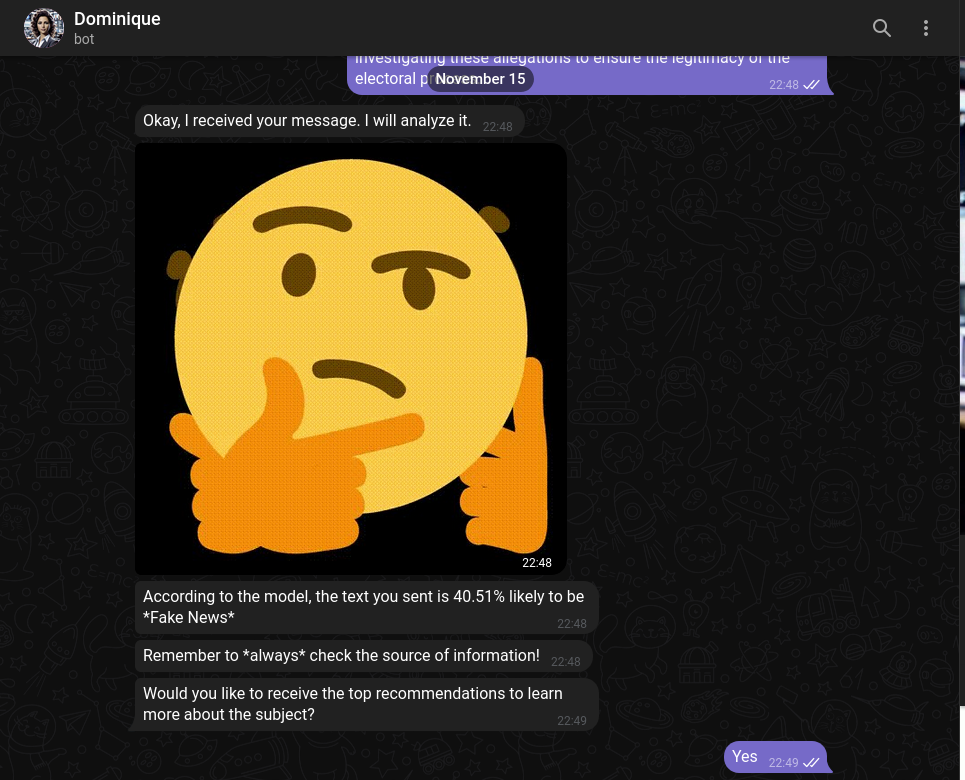 Dominique
bot
investigating these allegations to ensure the legitimacy of the
electoral p
November 15
22:48
Okay, I received your message. I will analyze it. 22:48
22:48
According to the model, the text you sent is 40.51% likely to be
*Fake News* 22:48
Remember to *always* check the source of information! 22:48
Would you like to receive the top recommendations to learn
more about the subject? 22:49
Yes 22:49